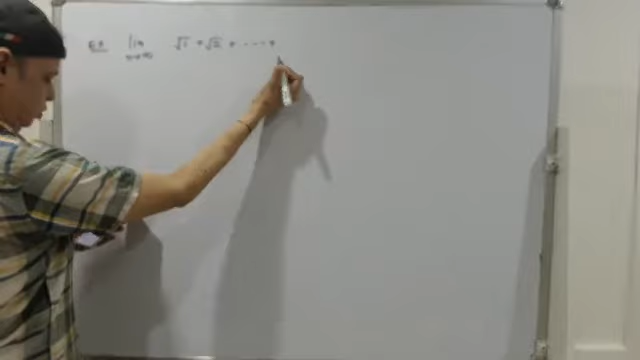 Ex lim √1 + √2 + ..... +
n→∞